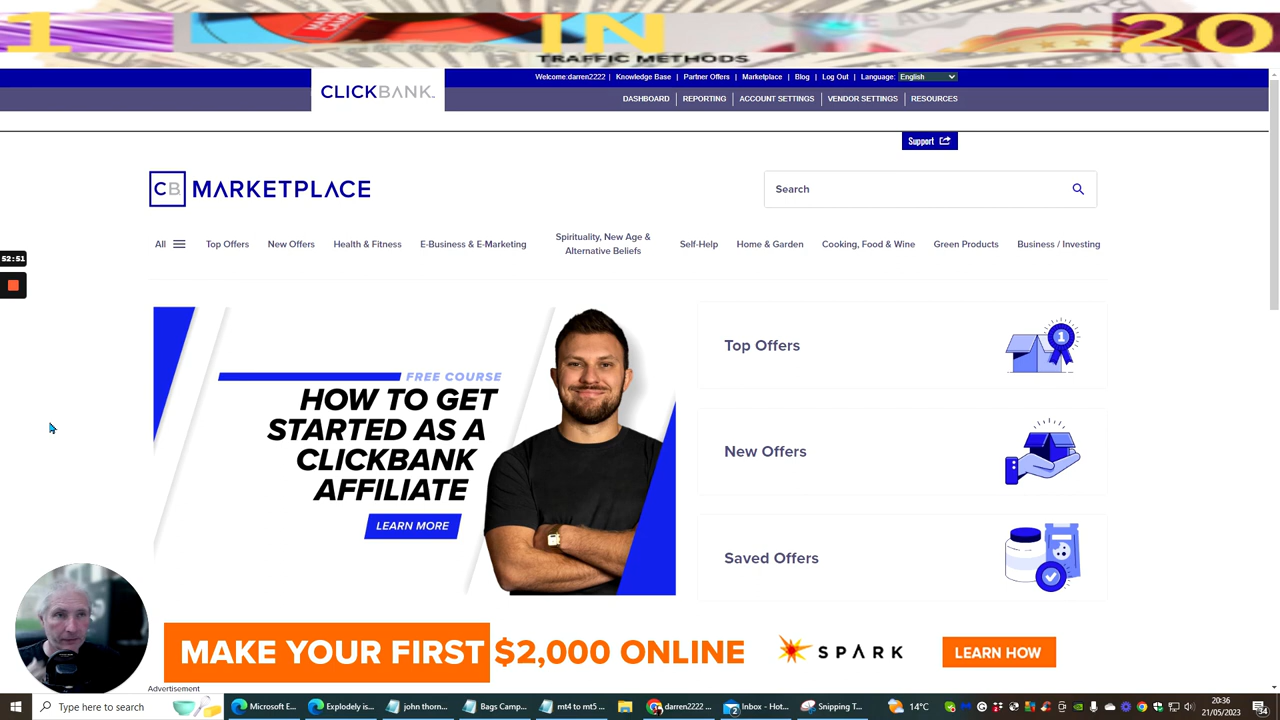 1 IN 20
TRAFFIC METHODS
Welcome:darren2222 | Knowledge Base | Partner Offers | Marketplace | Blog | Log Out | Language: English
CLICKBANK
DASHBOARD REPORTING ACCOUNT SETTINGS VENDOR SETTINGS RESOURCES
Support
CB MARKETPLACE
Search
All Top Offers New Offers Health & Fitness E-Business & E-Marketing Spirituality, New Age & Self-Help Home & Garden Cooking, Food & Wine Green Products Business / Investing
Alternative Beliefs
52:51
FREE COURSE
HOW TO GET
STARTED AS A
CLICKBANK
AFFILIATE
LEARN MORE
Top Offers
1
New Offers
Saved Offers
MAKE YOUR FIRST $2,000 ONLINE SPARK LEARN HOW
Advertisement
Type here to search Microsoft E... Explodely is... john thorn... Bags Camp... mt4 to mt5 ... darren2222 ... 2 Inbox - Hot... Snipping T... 14°C
20:36
21/05/2023